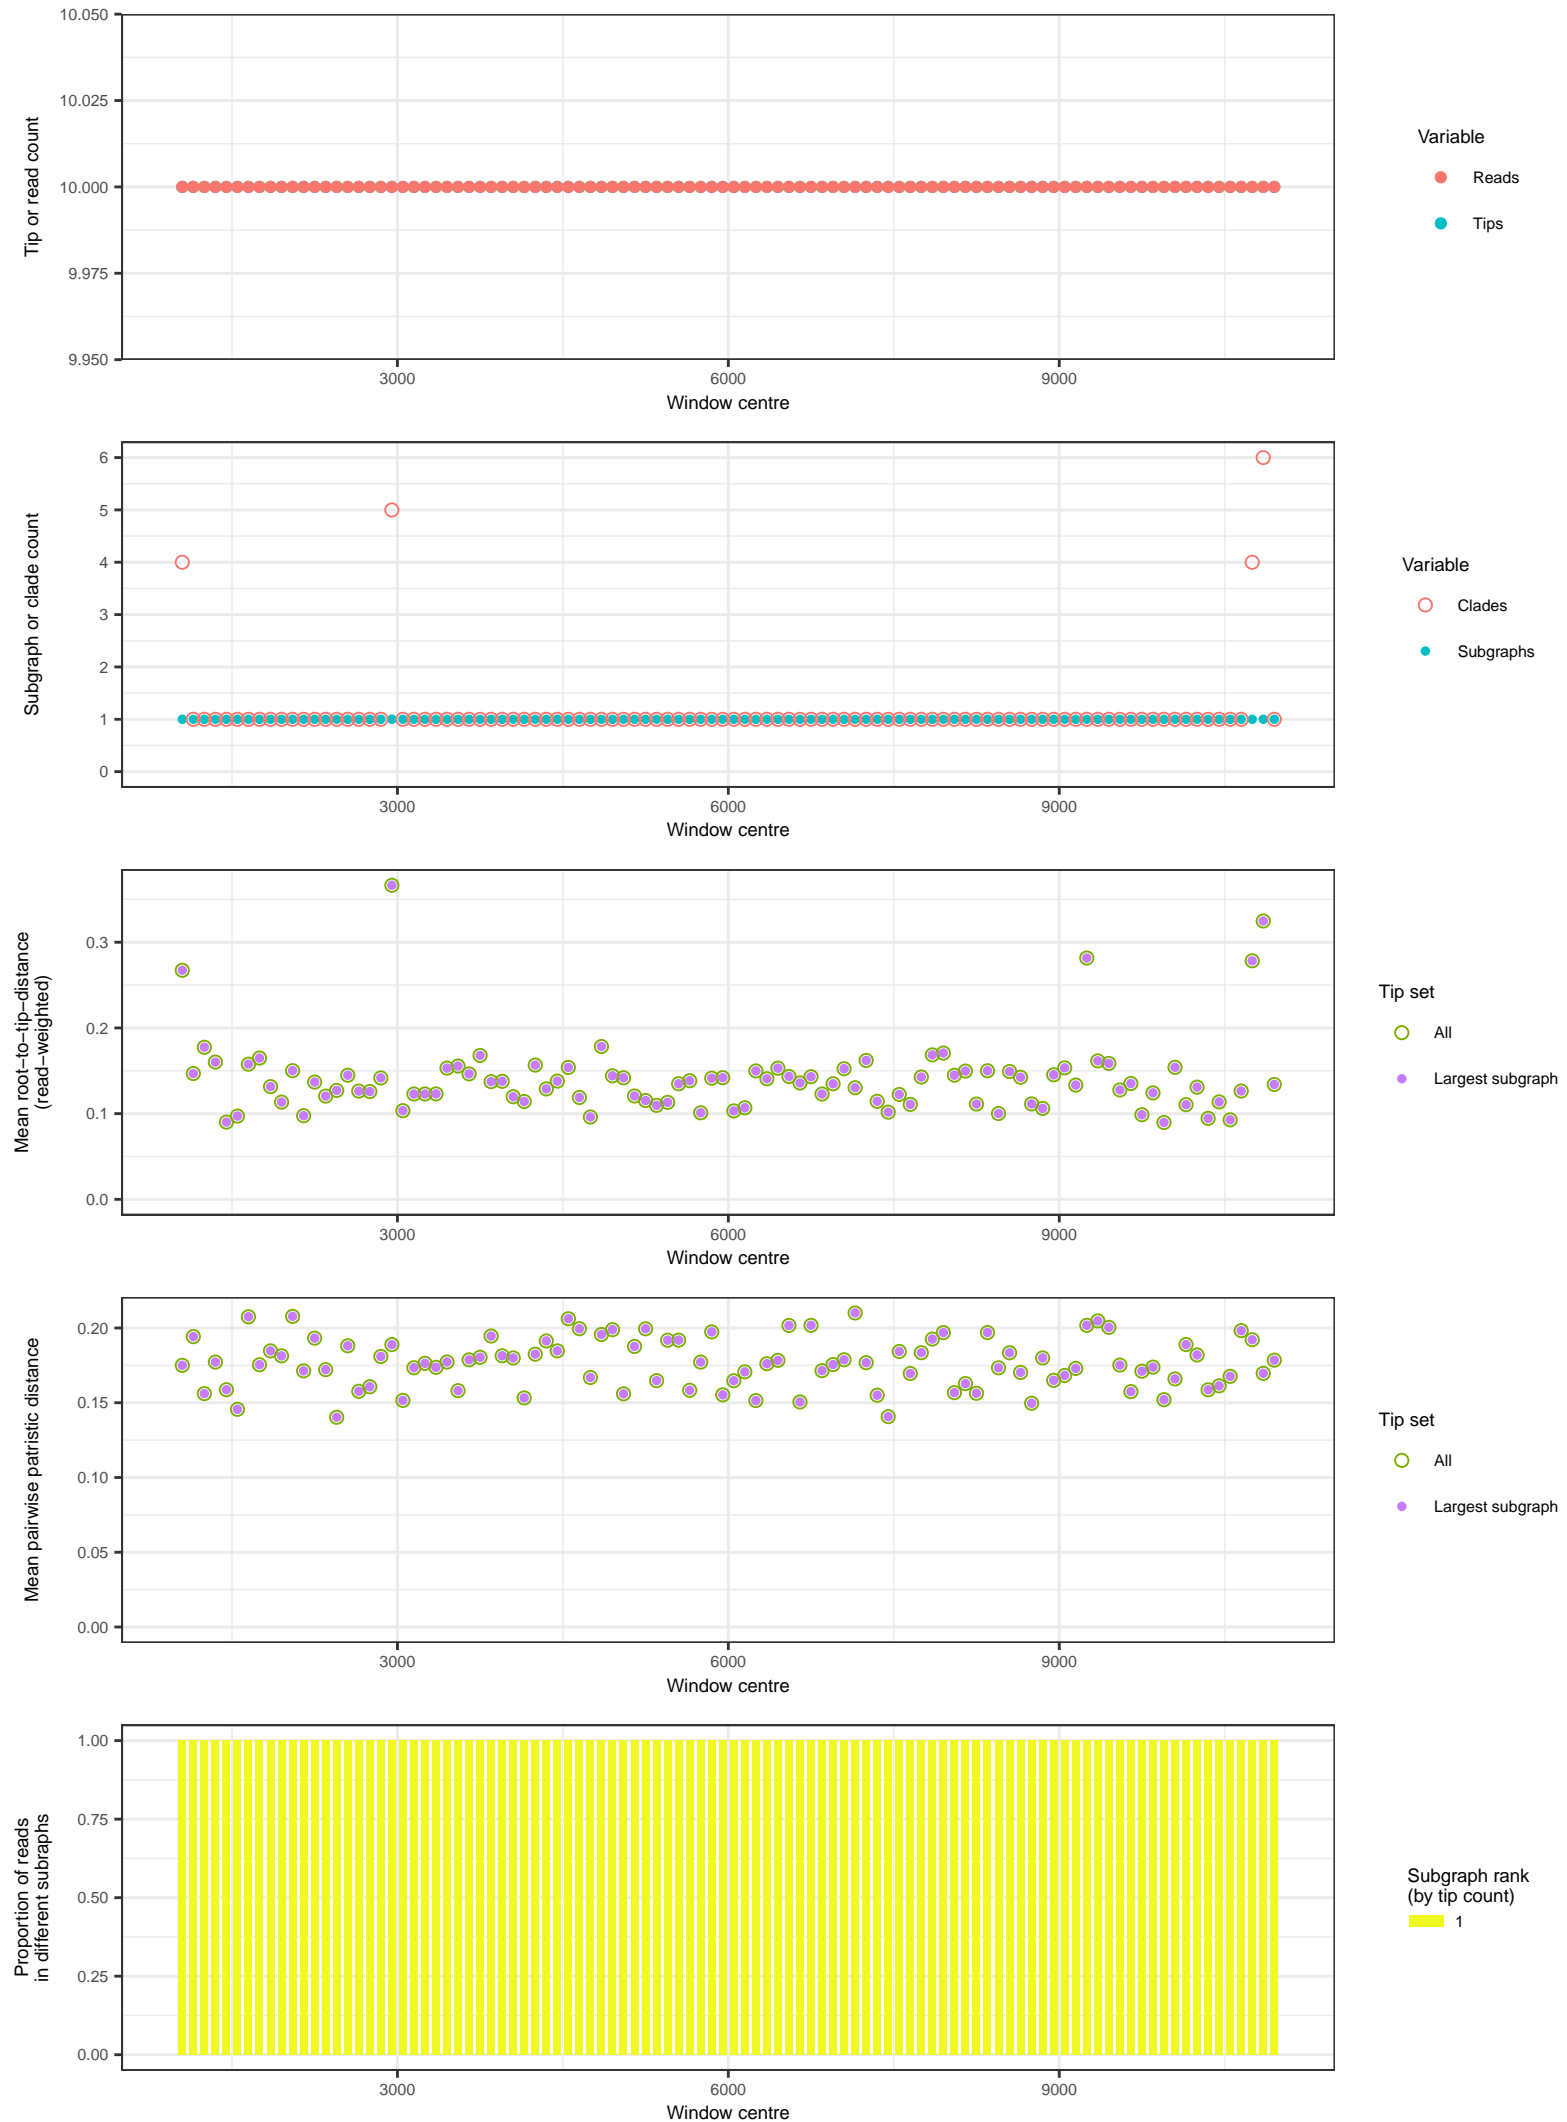 Tip or read count
10.050
10.025
10.000
9.975
9.950
3000
6000
9000
Window centre
Variable
Reads
Tips
Subgraph or clade count
6
5
4
3
2
1
0
3000
6000
9000
Window centre
Variable
Clades
Subgraphs
Mean root−to−tip−distance
(read−weighted)
0.3
0.2
0.1
0.0
3000
6000
9000
Window centre
Tip set
All
Largest subgraph
Mean pairwise patristic distance
0.20
0.15
0.10
0.05
0.00
3000
6000
9000
Window centre
Tip set
All
Largest subgraph
Proportion of reads
in different subraphs
1.00
0.75
0.50
0.25
0.00
3000
6000
9000
Window centre
Subgraph rank
(by tip count)
1